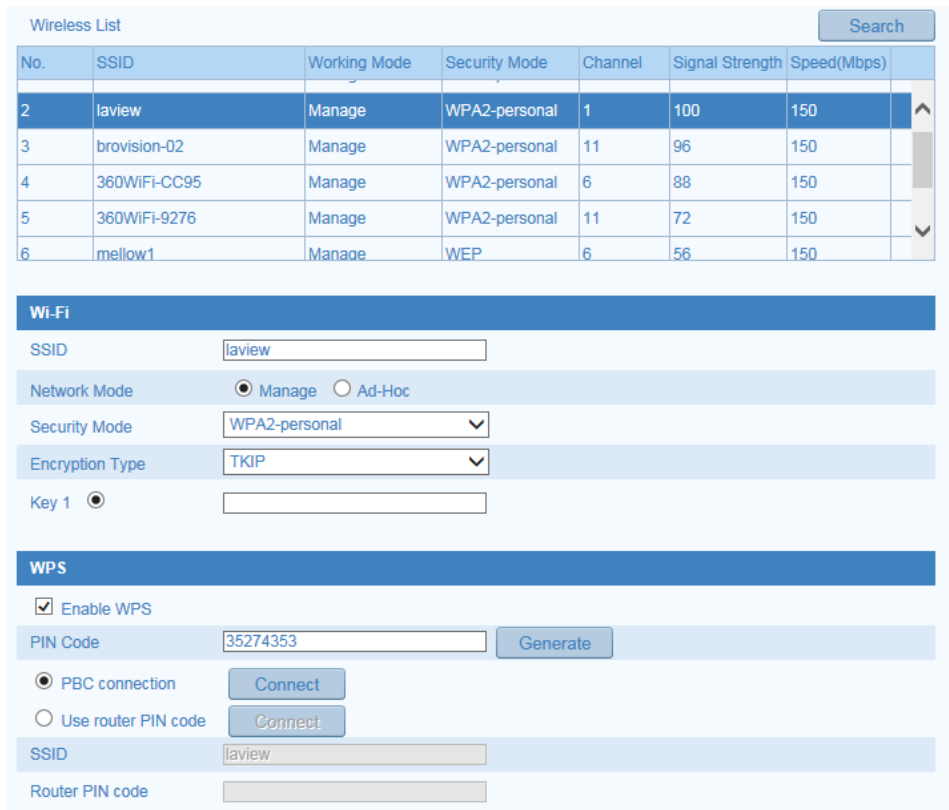 Wireless List Search
No. SSID Working Mode Security Mode Channel Signal Strength Speed(Mbps)
2 laview Manage WPA2-personal 1 100 150
3 brovision-02 Manage WPA2-personal 11 96 150
4 360WiFi-CC95 Manage WPA2-personal 6 88 150
5 360WiFi-9276 Manage WPA2-personal 11 72 150
6 mellow1 Manage WEP 6 56 150
Wi-Fi
SSID laview
Network Mode Manage Ad-Hoc
Security Mode WPA2-personal
Encryption Type TKIP
Key 1
WPS
Enable WPS
PIN Code 35274353 Generate
PBC connection Connect
Use router PIN code Connect
SSID laview
Router PIN code